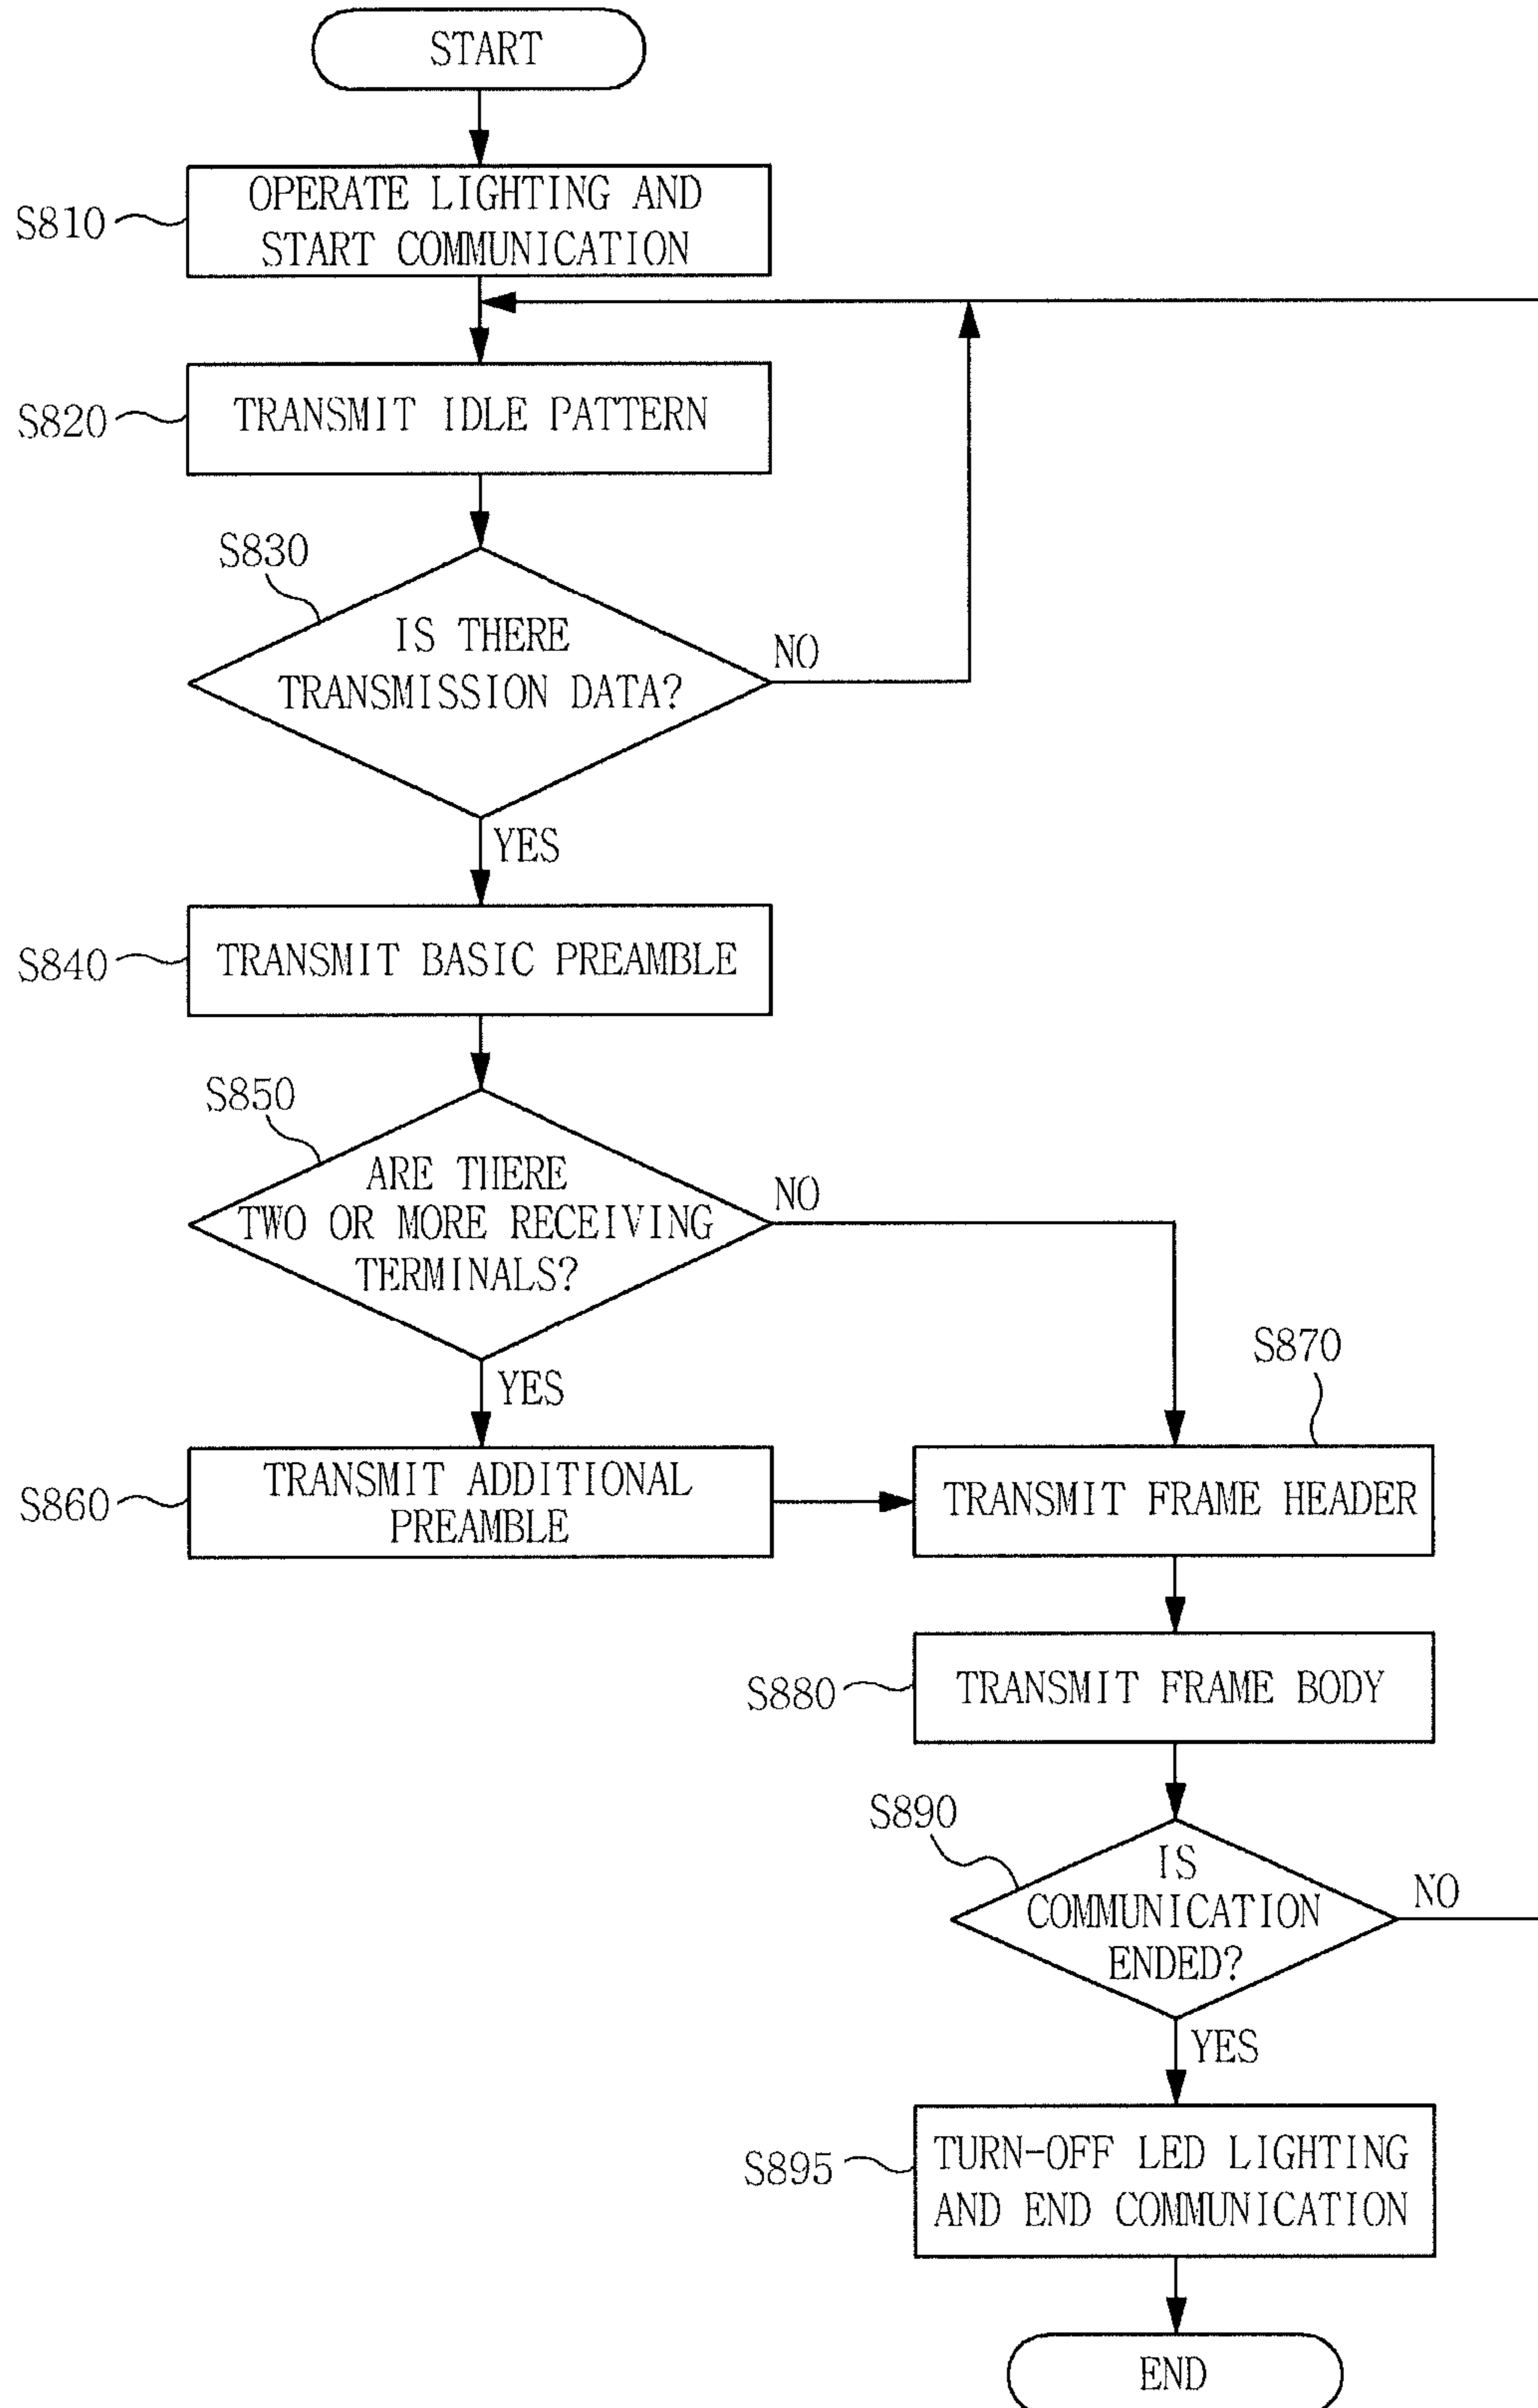 START
S810
OPERATE LIGHTING AND
START COMMUNICATION
S820
TRANSMIT IDLE PATTERN
S830
IS THERE
TRANSMISSION DATA?
NO
YES
S840
TRANSMIT BASIC PREAMBLE
S850
ARE THERE
TWO OR MORE RECEIVING
TERMINALS?
NO
YES
S860
TRANSMIT ADDITIONAL
PREAMBLE
S870
TRANSMIT FRAME HEADER
S880
TRANSMIT FRAME BODY
S890
IS
COMMUNICATION
ENDED?
NO
YES
S895
TURN-OFF LED LIGHTING
AND END COMMUNICATION
END